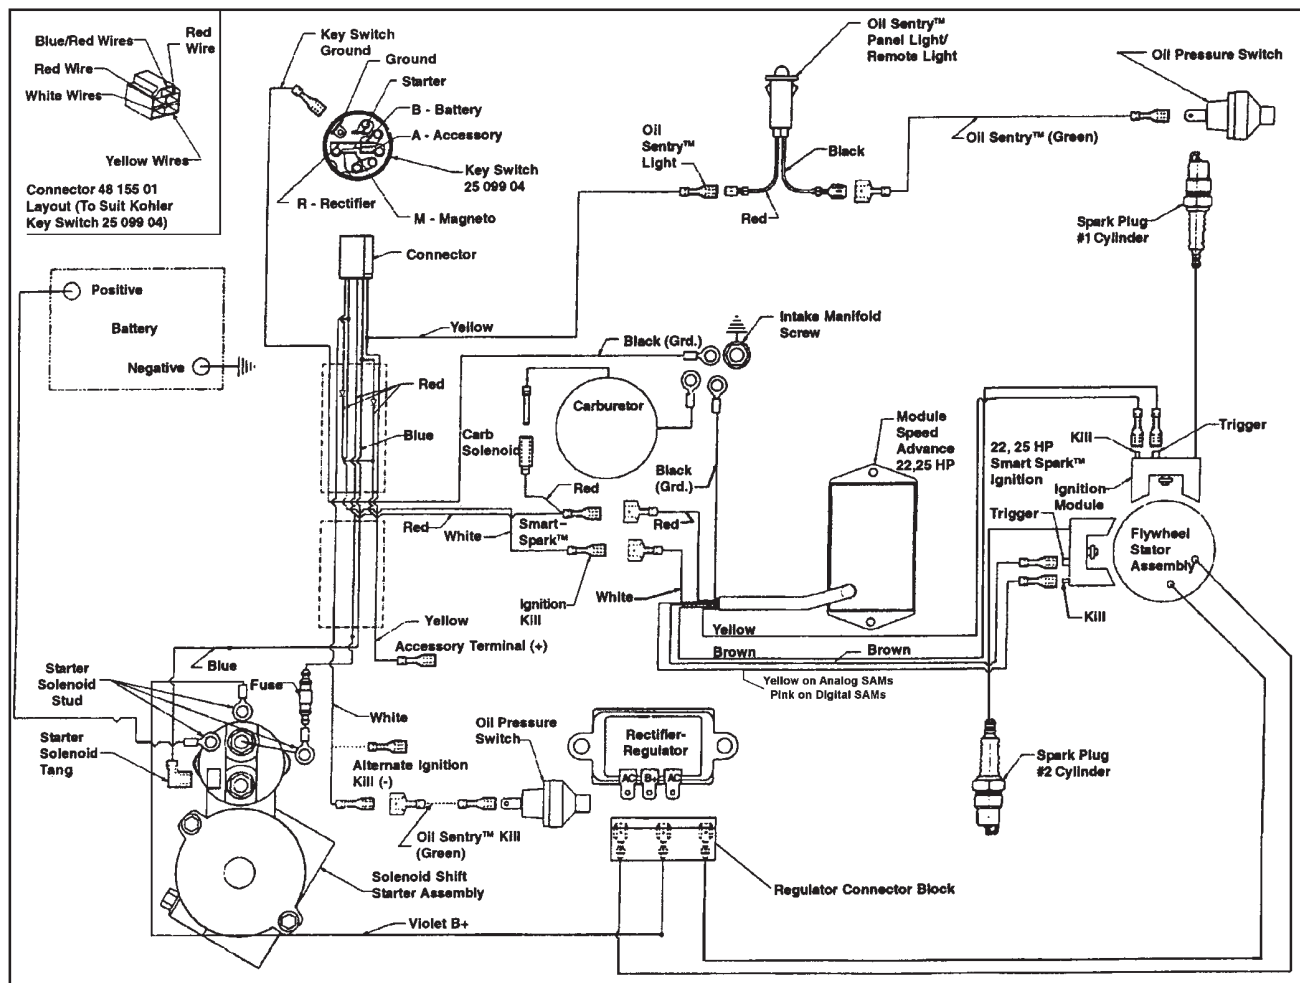 Blue/Red Wires
Red
Wire
Red Wire
White Wires
Yellow Wires
Connector 48 155 01
Layout (To Suit Kohler
Key Switch 25 099 04)
Key Switch
Ground
Ground
Starter
B - Battery
A - Accessory
Key Switch
25 099 04
R - Rectifier
M - Magneto
Connector
Oil Sentry™
Panel Light/
Remote Light
Oil Pressure Switch
Oil
Sentry™
Light
Black
Red
Oil Sentry™ (Green)
Spark Plug
#1 Cylinder
Positive
Battery
Negative
Yellow
Black (Grd.)
Intake Manifold
Screw
Red
Blue
Carburetor
Carb
Solenoid
Black
(Grd.)
Module
Speed
Advance
22,25 HP
22, 25 HP
Smart Spark™
Ignition
Kill
Trigger
Ignition
Module
Trigger
Flywheel
Stator
Assembly
Kill
Red
Red
White
Smart-
Spark™
Red
Ignition
Kill
White
Yellow
Accessory Terminal (+)
Yellow
Brown
Brown
Yellow on Analog SAMs
Pink on Digital SAMs
Blue
Starter
Solenoid
Stud
Fuse
White
Starter
Solenoid
Tang
Alternate Ignition
Kill (-)
Oil Pressure
Switch
Rectifier-
Regulator
AC
B+
AC
Spark Plug
#2 Cylinder
Oil Sentry™ Kill
(Green)
Solenoid Shift
Starter Assembly
Regulator Connector Block
Violet B+